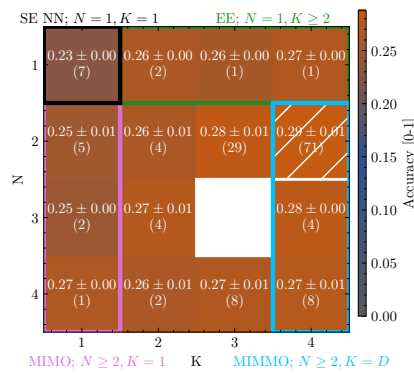 SE NN; N = 1, K = 1 EE; N = 1, K ≥ 2
1 0.23 ± 0.00 0.26 ± 0.00 0.26 ± 0.00 0.27 ± 0.01
(7) (2) (1) (1)
2 0.25 ± 0.01 0.26 ± 0.01 0.28 ± 0.01 0.29 ± 0.01
(5) (4) (29) (71)
N
3 0.25 ± 0.00 0.27 ± 0.01 0.28 ± 0.00
(2) (4) (4)
4 0.27 ± 0.01 0.26 ± 0.01 0.27 ± 0.01 0.27 ± 0.01
(1) (2) (8) (8)
1 2 3 4
MIMO; N ≥ 2, K = 1 K MIMMO; N ≥ 2, K = D
0.25
0.20
0.15
0.10
0.05
0.00
Accuracy [0-1]